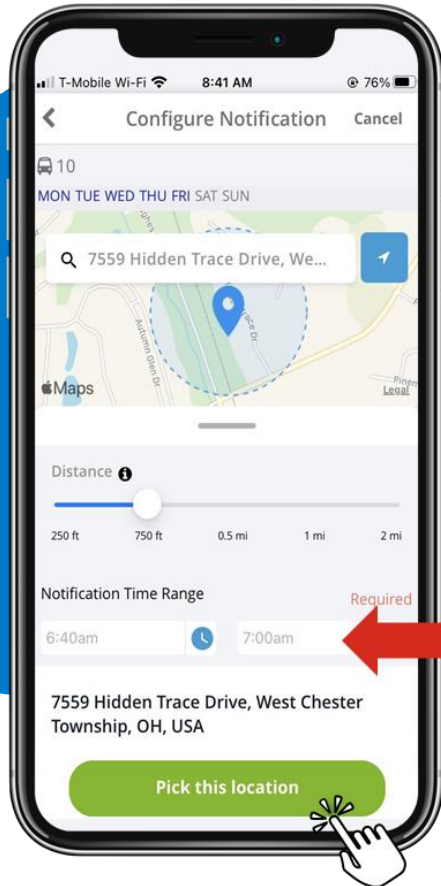 T-Mobile Wi-Fi 8:41 AM 76%
Configure Notification Cancel
10
MON TUE WED THU FRI SAT SUN
7559 Hidden Trace Drive, We...
Autumn Glen Dr
Maps
Legal
Distance
250 ft 750 ft 0.5 mi 1 mi 2 mi
Notification Time Range Required
6:40am 7:00am
7559 Hidden Trace Drive, West Chester
Township, OH, USA
Pick this location